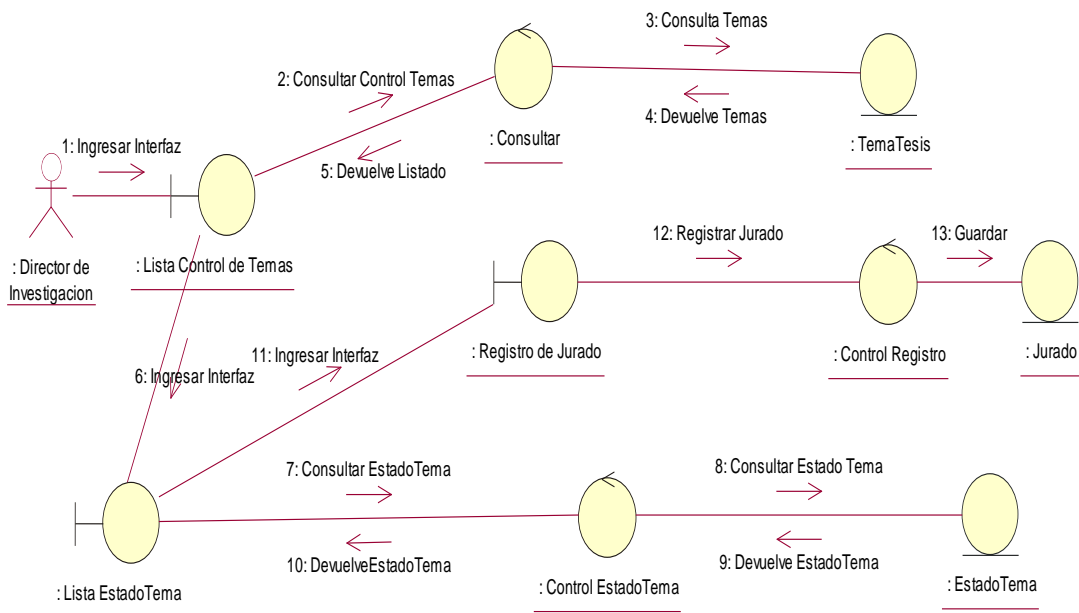 3: Consulta Temas
2: Consultar Control Temas
4: Devuelve Temas
: Consultar
: TemaTesis
1: Ingresar Interfaz
5: Devuelve Listado
: Director de
Investigacion
: Lista Control de Temas
12: Registrar Jurado
13: Guardar
11: Ingresar Interfaz
: Registro de Jurado
: Control Registro
: Jurado
6: Ingresar Interfaz
7: Consultar EstadoTema
8: Consultar Estado Tema
10: DevuelveEstadoTema
9: Devuelve EstadoTema
: Lista EstadoTema
: Control EstadoTema
: EstadoTema